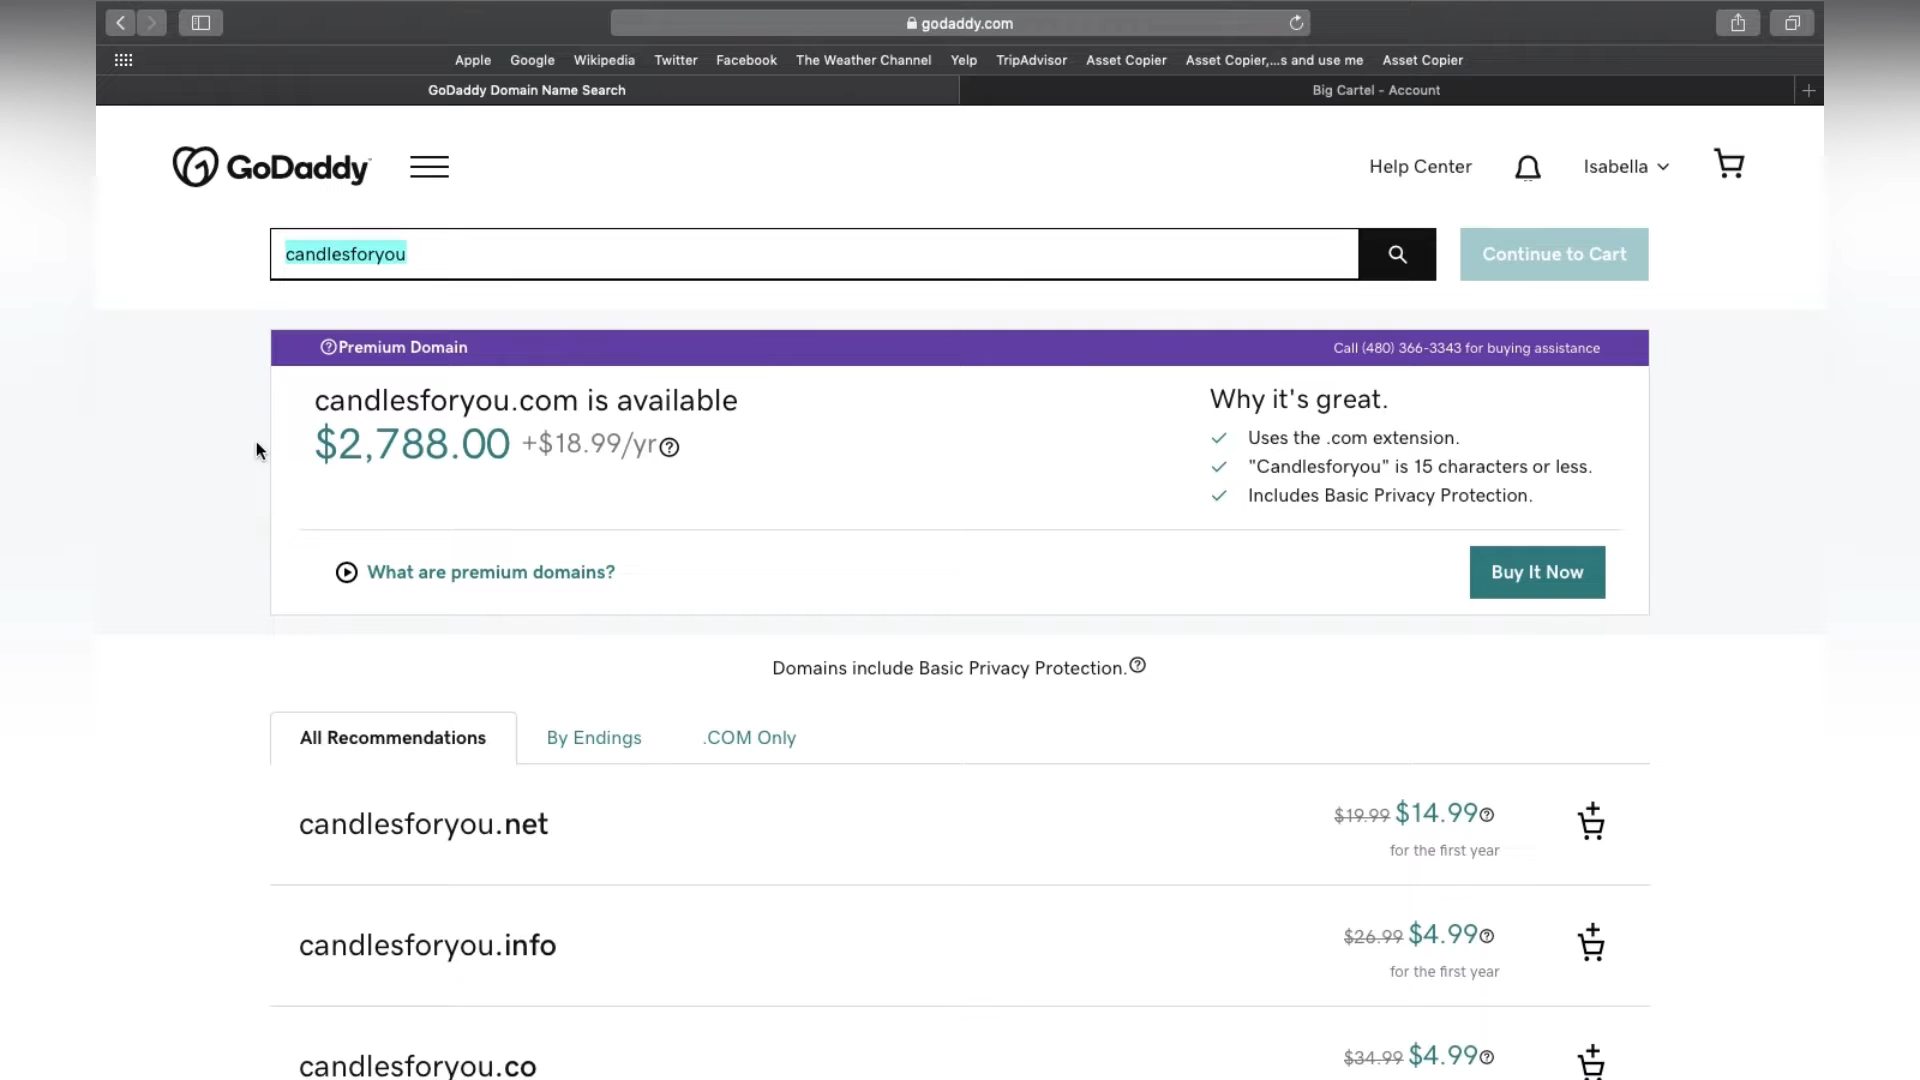 godaddy.com
Apple Google Wikipedia Twitter Facebook The Weather Channel Yelp TripAdvisor Asset Copier Asset Copier,...s and use me Asset Copier
GoDaddy Domain Name Search Big Cartel - Account
GoDaddy Help Center Isabella
candlesforyou Continue to Cart
Premium Domain Call (480) 366-3343 for buying assistance
candlesforyou.com is available
$2,788.00 +$18.99/yr
Why it's great.
Uses the .com extension.
"Candlesforyou" is 15 characters or less.
Includes Basic Privacy Protection.
What are premium domains? Buy It Now
Domains include Basic Privacy Protection.
All Recommendations By Endings .COM Only
candlesforyou.net $19.99 $14.99
for the first year
candlesforyou.info $26.99 $4.99
for the first year
candlesforyou.co $34.99 $4.99